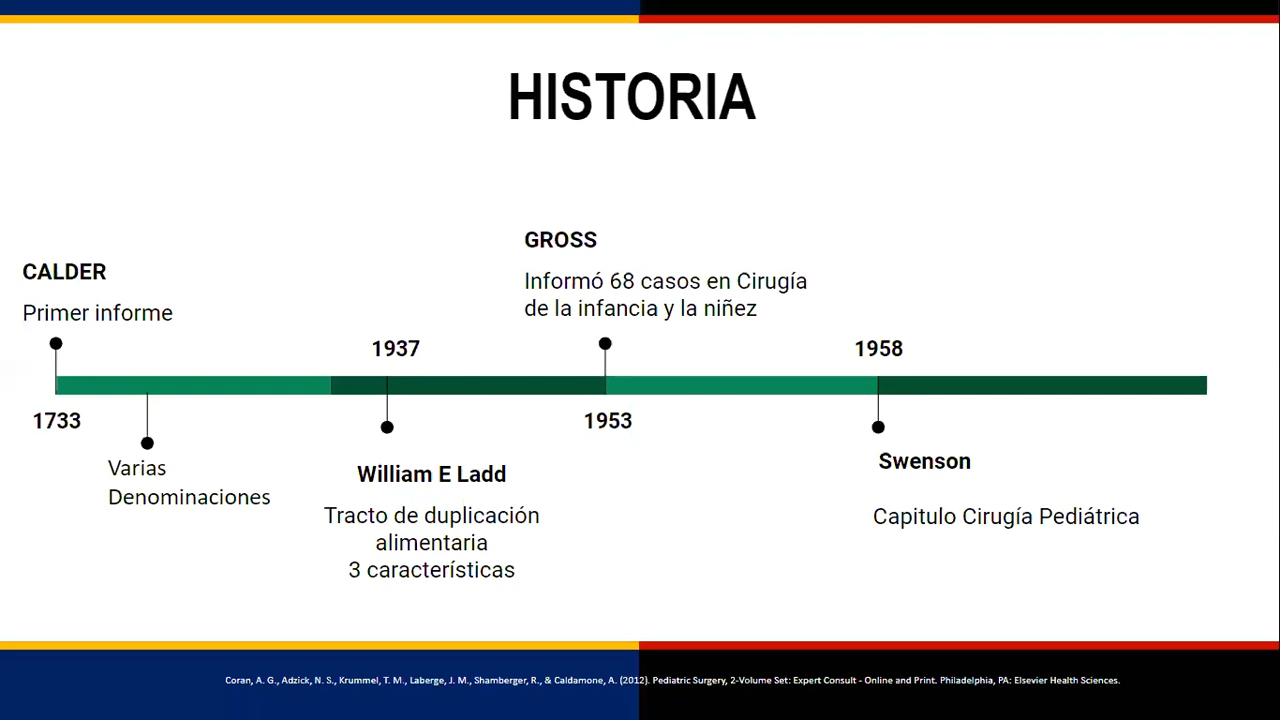 HISTORIA
CALDER
Primer informe
1733
Varias
Denominaciones
1937
William E Ladd
Tracto de duplicación
alimentaria
3 características
GROSS
Informó 68 casos en Cirugía
de la infancia y la niñez
1953
1958
Swenson
Capitulo Cirugía Pediátrica
Coran, A. G., Adzick, N. S., Krummel, T. M., Laberge, J. M., Shamberger, R., & Caldamone, A. (2012). Pediatric Surgery, 2-Volume Set: Expert Consult - Online and Print. Philadelphia, PA: Elsevier Health Sciences.